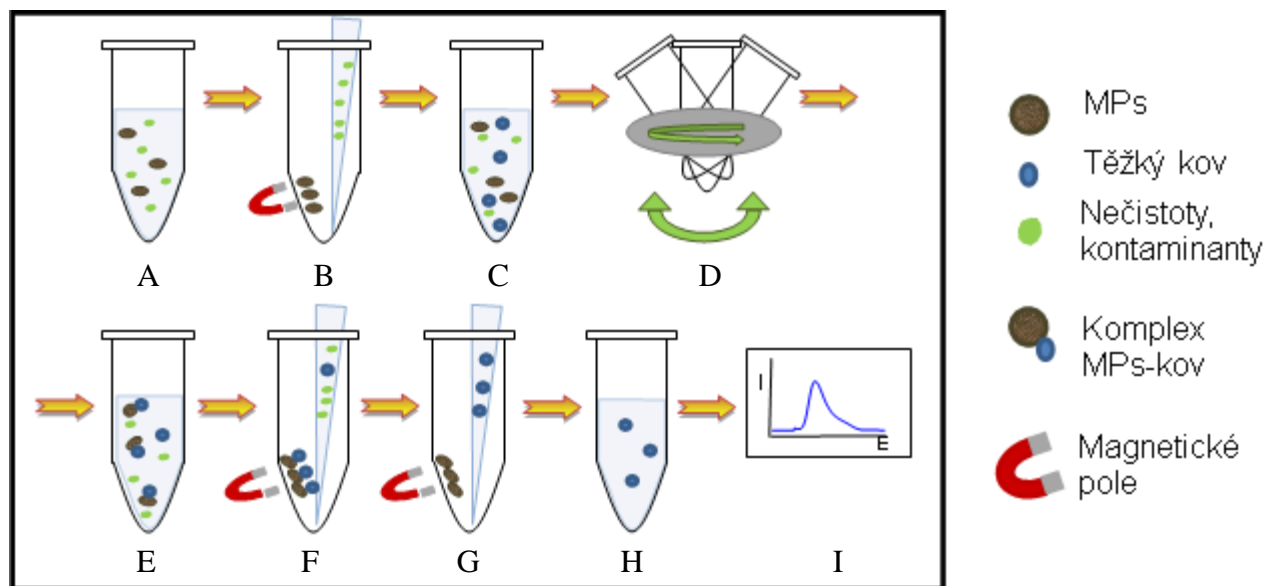 A
B
C
D
E
F
G
H
I
I
E
MPs
Těžký kov
Nečistoty,
kontaminanty
Komplex
MPs-kov
Magnetické
pole